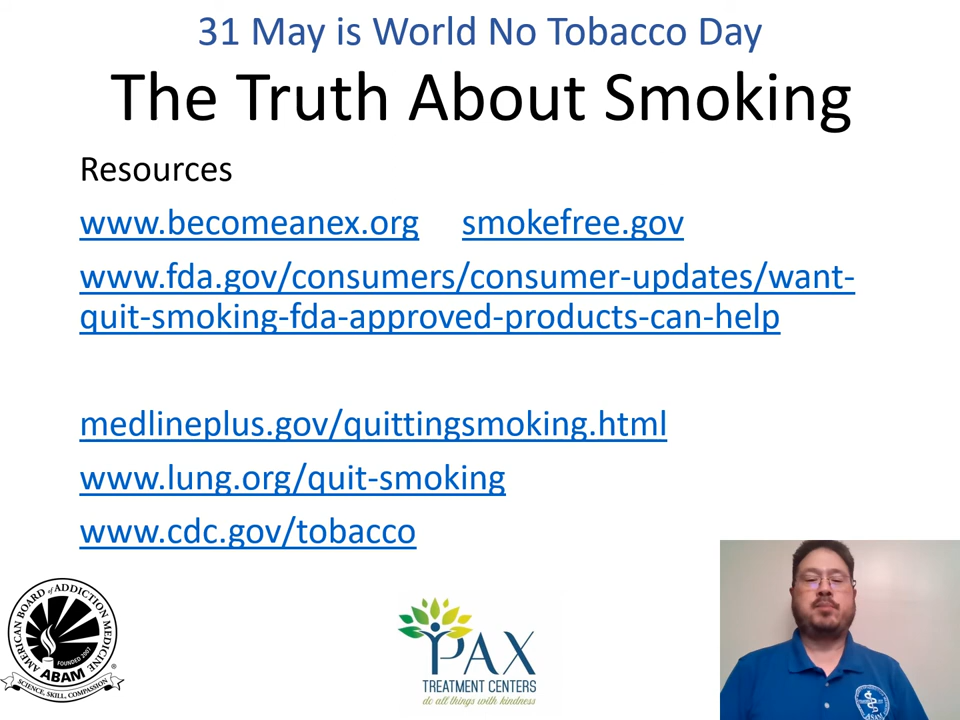 31 May is World No Tobacco Day
The Truth About Smoking
Resources
www.becomeanex.org smokefree.gov
www.fda.gov/consumers/consumer-updates/want-
quit-smoking-fda-approved-products-can-help
medlineplus.gov/quittingsmoking.html
www.lung.org/quit-smoking
www.cdc.gov/tobacco
AMERICAN BOARD of ADDICTION MEDICINE
FOUNDED 2007
ABAM
®
SCIENCE, SKILL, COMPASSION
PAX
TREATMENT CENTERS
do all things with kindness
ASAM